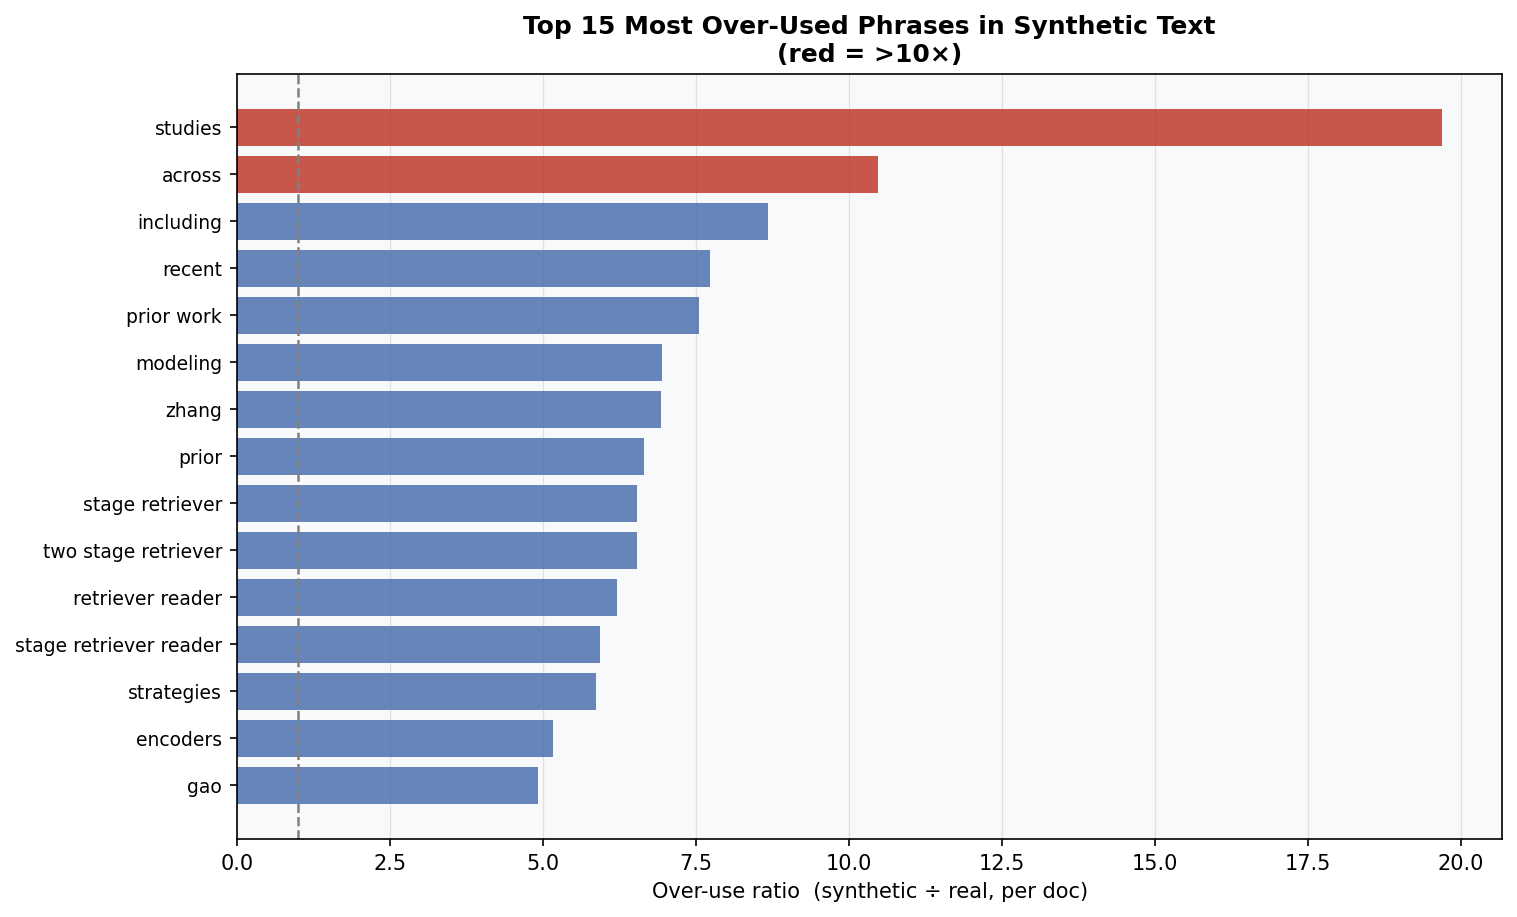 Top 15 Most Over-Used Phrases in Synthetic Text
(red = >10×)
studies
across
including
recent
prior work
modeling
zhang
prior
stage retriever
two stage retriever
retriever reader
stage retriever reader
strategies
encoders
gao
0.0 2.5 5.0 7.5 10.0 12.5 15.0 17.5 20.0
Over-use ratio (synthetic ÷ real, per doc)